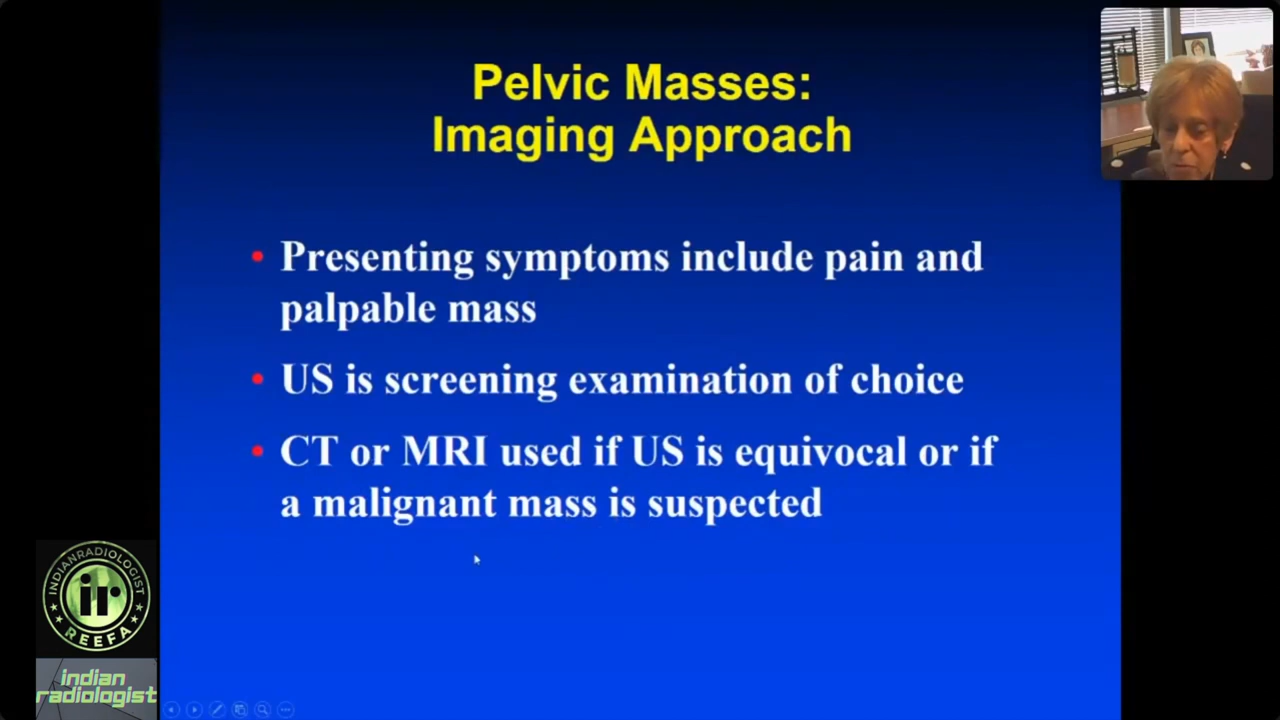 Pelvic Masses:
Imaging Approach
• Presenting symptoms include pain and
palpable mass
• US is screening examination of choice
• CT or MRI used if US is equivocal or if
a malignant mass is suspected
INDIANRADIOLOGIST
ir
REEFA
indian
radiologist